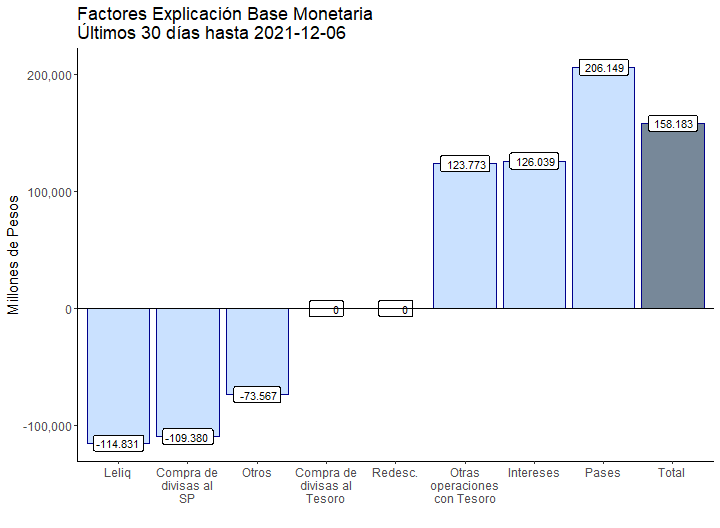 Factores Explicación Base Monetaria
Últimos 30 días hasta 2021-12-06
Millones de Pesos
200,000
100,000
0
-100,000
-114.831
-109.380
-73.567
0
0
123.773
126.039
206.149
158.183
Leliq
Compra de
divisas al
SP
Otros
Compra de
divisas al
Tesoro
Redesc.
Otras
operaciones
con Tesoro
Intereses
Pases
Total